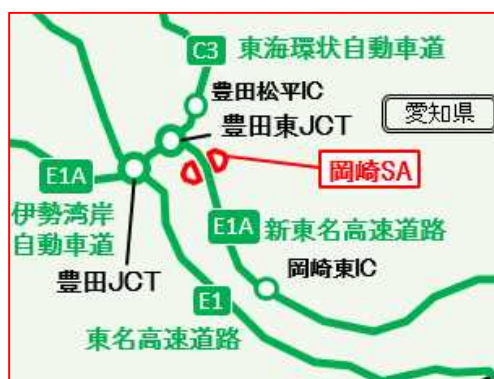 C3 東海環状自動車道
豊田松平IC
豊田東JCT
愛知県
岡崎SA
E1A
伊勢湾岸
自動車道
E1A 新東名高速道路
豊田JCT
岡崎東IC
E1
東名高速道路